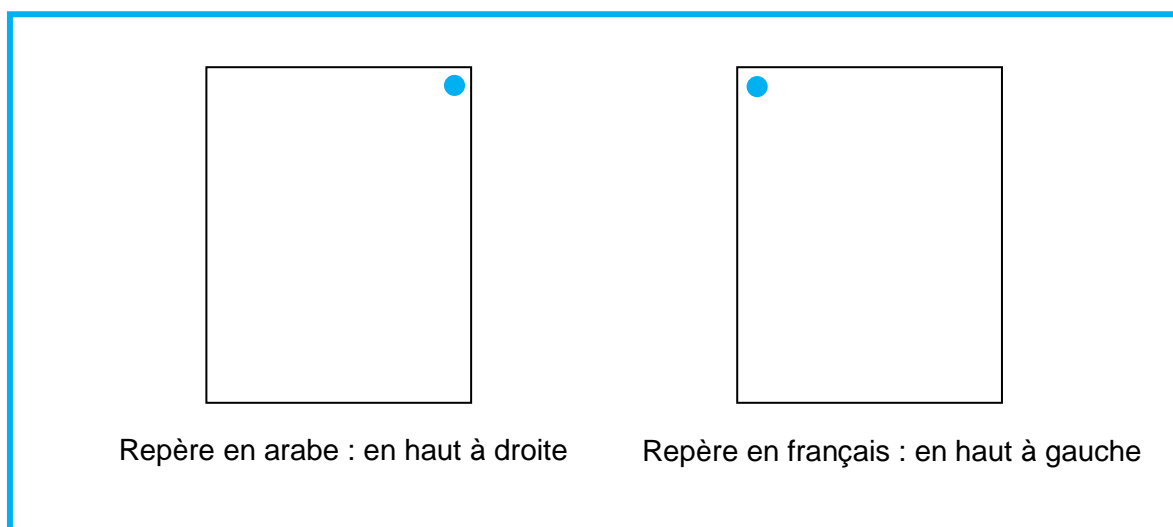 Repère en arabe : en haut à droite
Repère en français : en haut à gauche